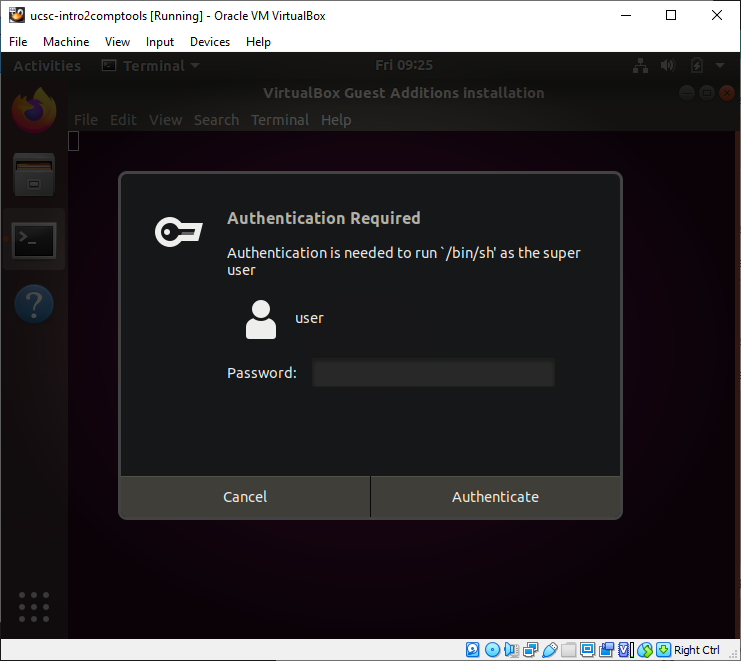 ucsc-intro2comptools [Running] - Oracle VM VirtualBox
File Machine View Input Devices Help
Activities Terminal Fri 09:25
VirtualBox Guest Additions installation
File Edit View Search Terminal Help
Authentication Required
Authentication is needed to run `/bin/sh' as the super
user
user
Password:
Cancel Authenticate
Right Ctrl